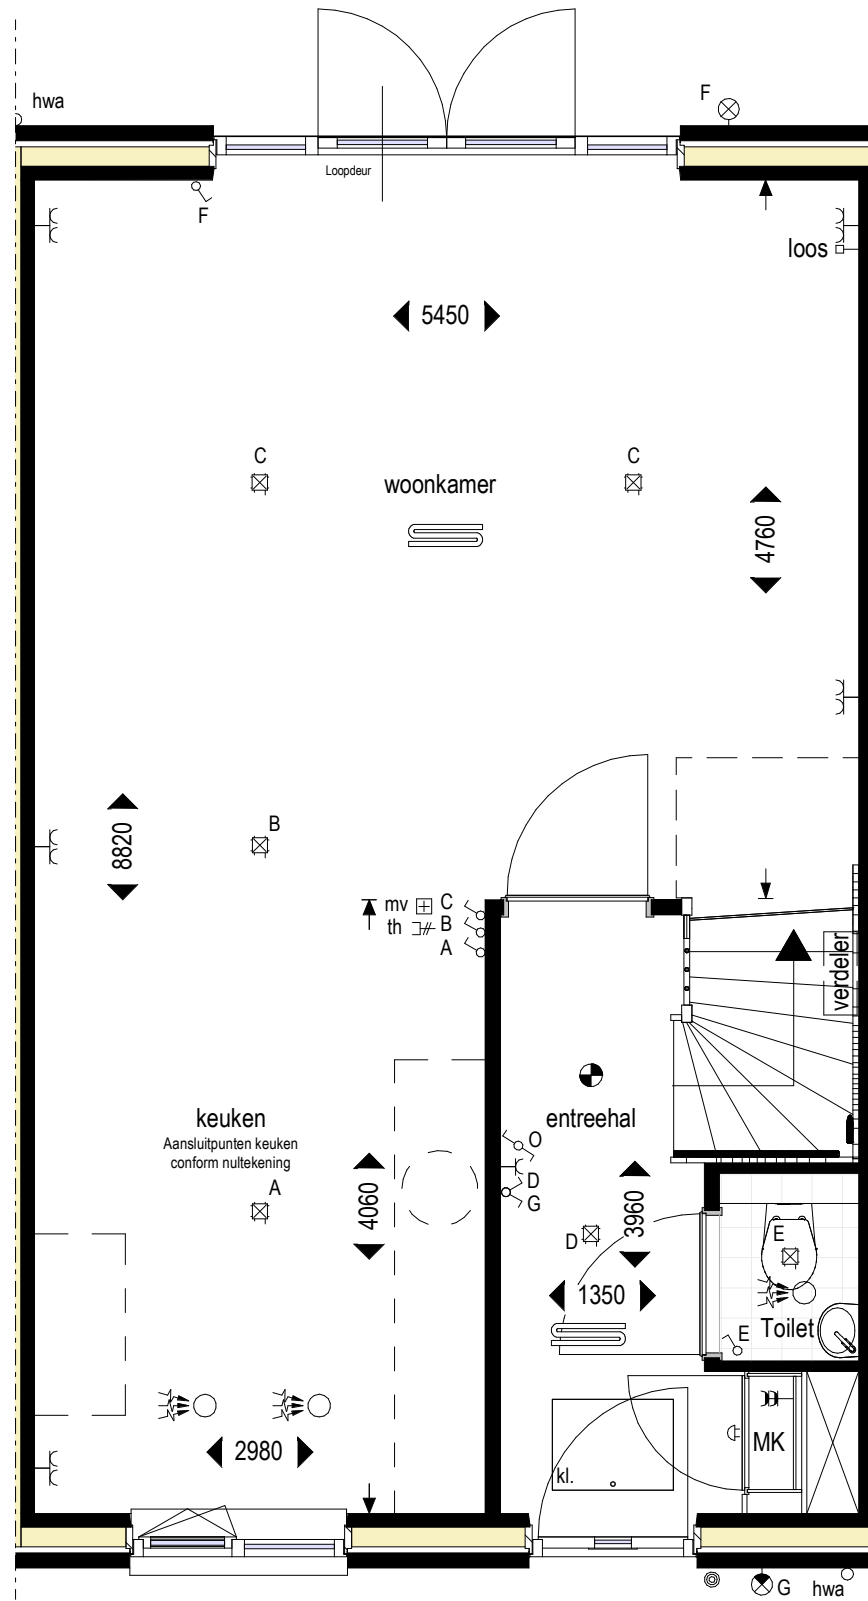 F
hwa
Loopdeur
F
loos
5450
C
C
woonkamer
4760
B
8820
mv C
th B
A
verdeler
keuken
Aansluitpunten keuken
conform nultekening
entreehal
O
D
G
A
4060
3960
D
E
1350
Toilet
E
2980
MK
kl.
G
hwa